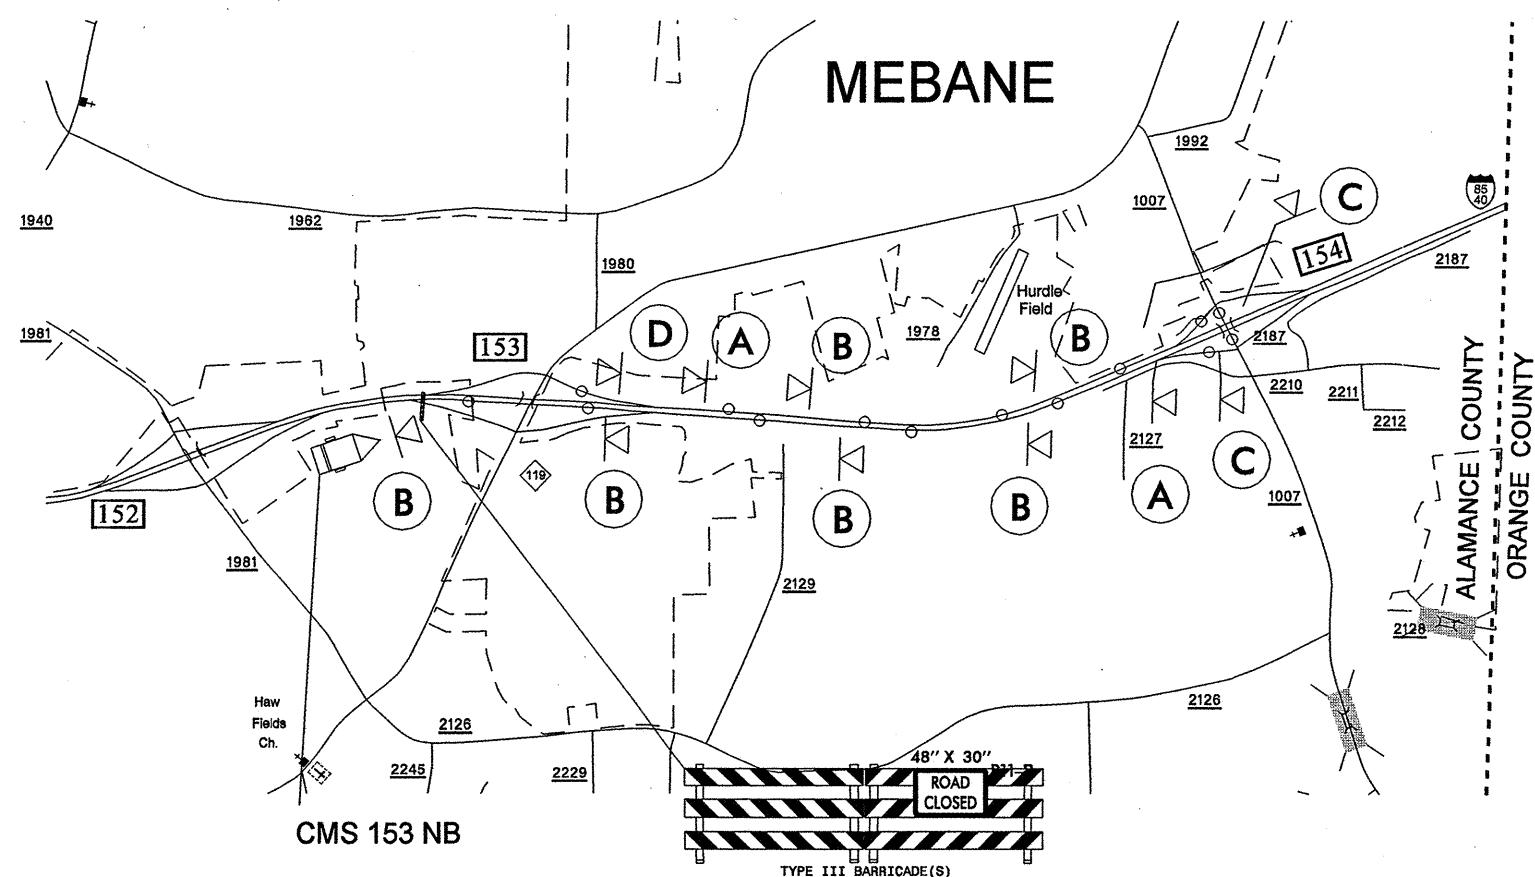 MEBANE
1992
1940
1962
1007
C
85
40
1980
154
2187
Hurdle
Field
1981
153
D
A
B
1978
B
2187
2210
2211
2212
2127
119
152
B
B
B
B
A
C
1007
ALAMANCE COUNTY
ORANGE COUNTY
1981
2129
2128
Haw
Fields
Ch.
2126
2126
2245
2229
48" X 30"
ROAD
CLOSED
CMS 153 NB
TYPE III BARRICADE(S)